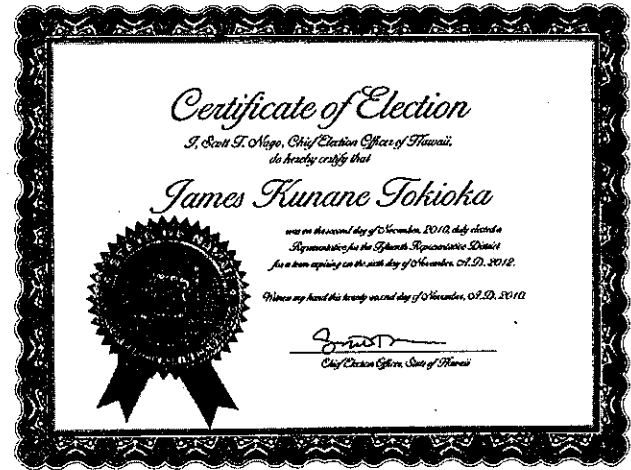 Certificate of Election
I, Scott T. Nago, Chief Election Officer of Hawaii,
do hereby certify that
James Kunane Tokioka
was on the second day of November, 2010, duly elected a
Representative for the Fifteenth Representative District
for a term expiring on the sixth day of November, A.D. 2012.
Witness my hand this twenty second day of November, A.D. 2010.
Chief Election Officer, State of Hawaii